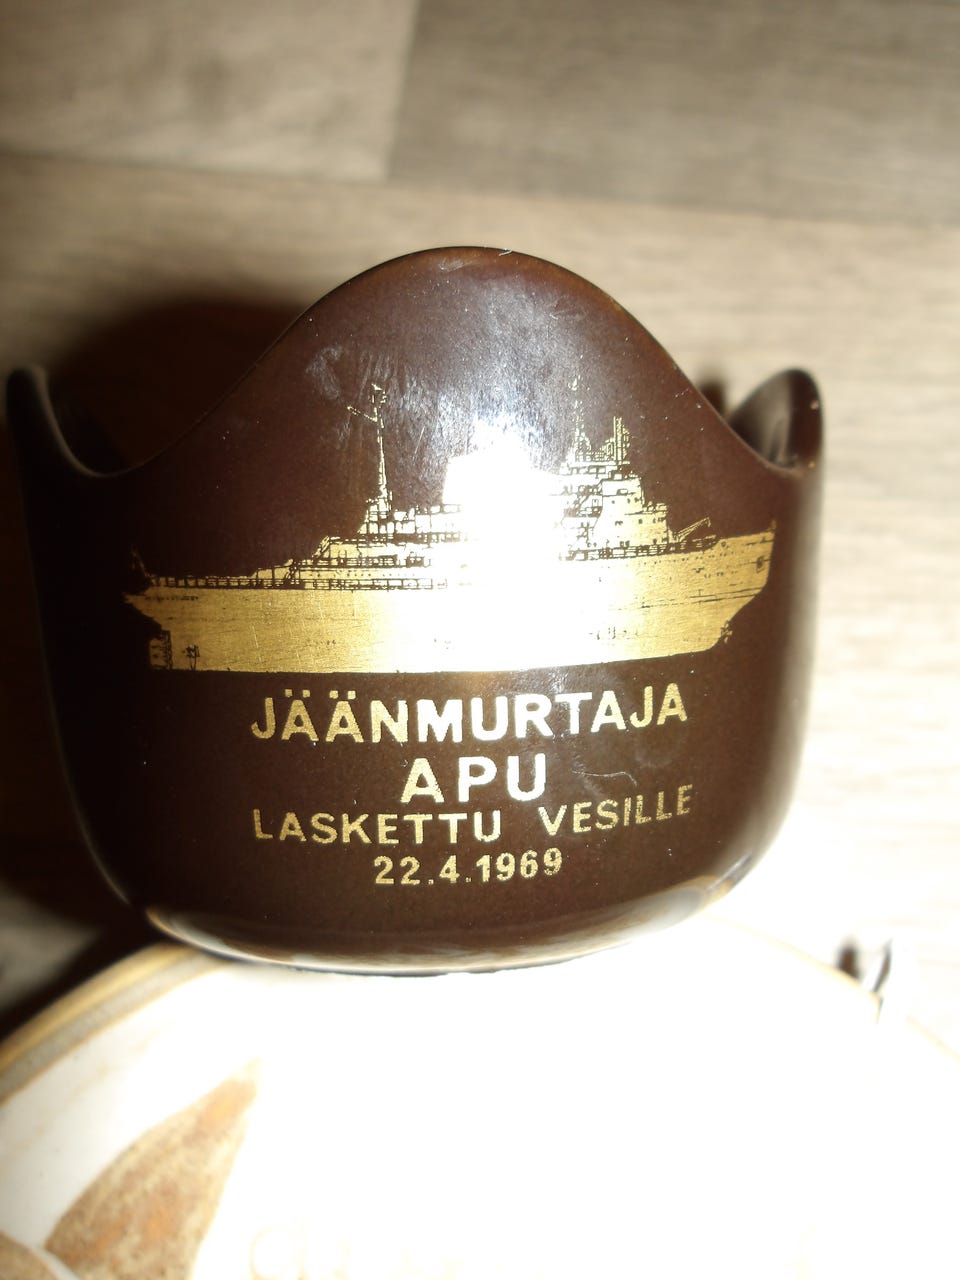 JÄÄNMURTAJA
APU
LASKETTU VESILLE
22.4.1969